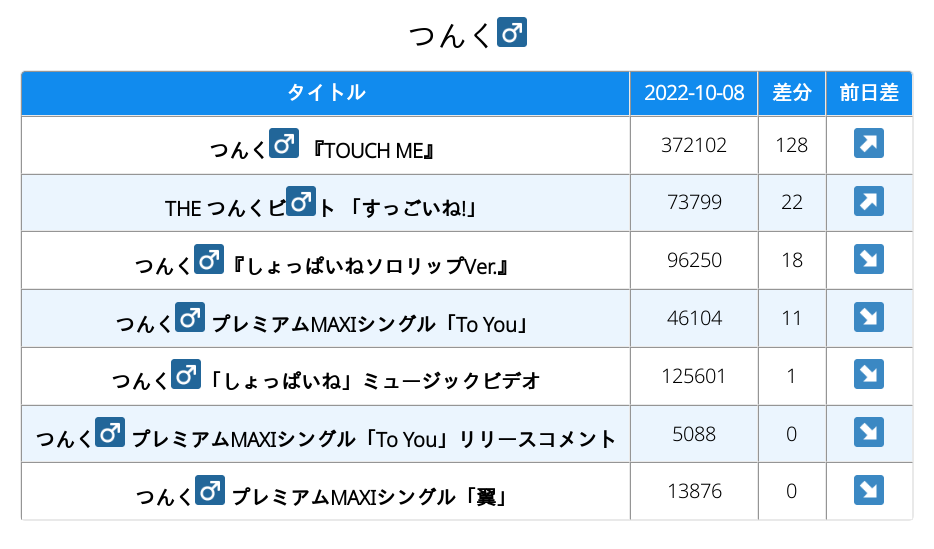 つんく♂
タイトル 2022-10-08 差分 前日差
つんく♂ 『TOUCH ME』 372102 128 ↗
THE つんくビ♂ト 「すっごいね!」 73799 22 ↗
つんく♂『しょっぱいねソロリップVer.』 96250 18 ↘
つんく♂ プレミアムMAXIシングル「To You」 46104 11 ↘
つんく♂「しょっぱいね」ミュージックビデオ 125601 1 ↘
つんく♂ プレミアムMAXIシングル「To You」リリースコメント 5088 0 ↘
つんく♂ プレミアムMAXIシングル「翼」 13876 0 ↘